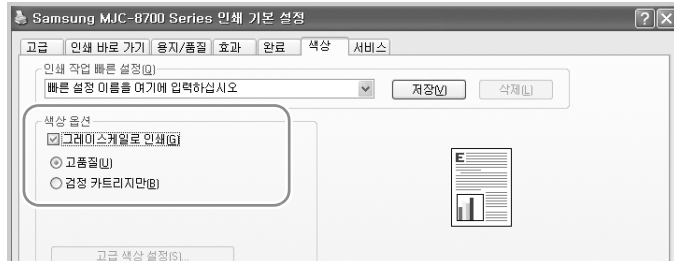 Samsung MJC-8700 Series 인쇄 기본 설정
고급 인쇄 바로 가기 용지/품질 효과 완료 색상 서비스
인쇄 작업 빠른 설정(Q)
빠른 설정 이름을 여기에 입력하십시오 저장(V) 삭제(L)
색상 옵션
그레이스케일로 인쇄(G)
고품질(U)
검정 카트리지만(B)
E
고급 색상 설정(S)...